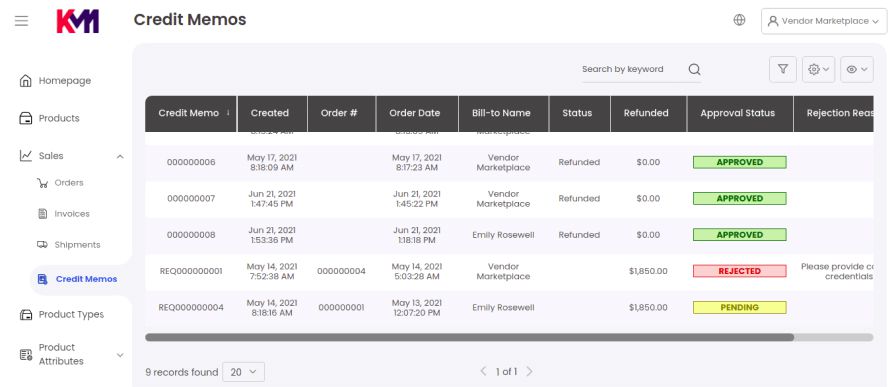 KM
Credit Memos
Vendor Marketplace
Homepage
Products
Sales
Orders
Invoices
Shipments
Credit Memos
Product Types
Product
Attributes
Search by keyword
Credit Memo Created Order # Order Date Bill-to Name Status Refunded Approval Status Rejection Reas
000000006 May 17, 2021 8:18:09 AM May 17, 2021 8:17:23 AM Vendor Marketplace Refunded $0.00 APPROVED
000000007 Jun 21, 2021 1:47:45 PM Jun 21, 2021 1:45:22 PM Vendor Marketplace Refunded $0.00 APPROVED
000000008 Jun 21, 2021 1:53:36 PM Jun 21, 2021 1:18:18 PM Emily Rosewell Refunded $0.00 APPROVED
REQ000000001 May 14, 2021 7:52:38 AM 000000004 May 14, 2021 5:03:28 AM Vendor Marketplace $1,850.00 REJECTED Please provide co credentials
REQ000000004 May 14, 2021 8:18:16 AM 000000001 May 13, 2021 12:07:20 PM Emily Rosewell $1,850.00 PENDING
9 records found 20 1 of 1